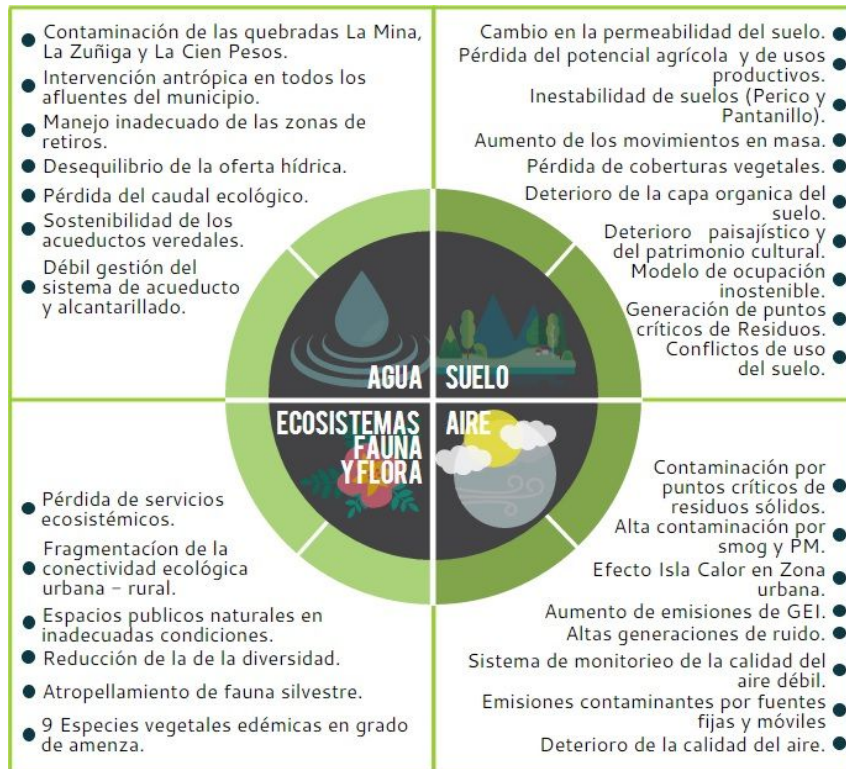 Contaminación de las quebradas La Mina,
La Zuñiga y La Cien Pesos.
Intervención antrópica en todos los
afluentes del municipio.
Manejo inadecuado de las zonas de
retiros.
Desequilibrio de la oferta hídrica.
Pérdida del caudal ecológico.
Sostenibilidad de los
acueductos veredales.
Débil gestión del
sistema de acueducto
y alcantarillado.
Cambio en la permeabilidad del suelo.
Pérdida del potencial agrícola y de usos
productivos.
Inestabilidad de suelos (Perico y
Pantanillo).
Aumento de los movimientos en masa.
Pérdida de coberturas vegetales.
Deterioro de la capa organica del
suelo.
Deterioro paisajístico y
del patrimonio cultural.
Modelo de ocupación
inostenible.
Generación de puntos
críticos de Residuos.
Conflictos de uso
del suelo.
AGUA
SUELO
ECOSISTEMAS
FAUNA
Y FLORA
AIRE
Pérdida de servicios
ecosistémicos.
Fragmentacíon de la
conectividad ecológica
urbana - rural.
Espacios publicos naturales en
inadecuadas condiciones.
Reducción de la de la diversidad.
Atropellamiento de fauna silvestre.
9 Especies vegetales edémicas en grado
de amenza.
Contaminación por
puntos críticos de
residuos sólidos.
Alta contaminación por
smog y PM.
Efecto Isla Calor en Zona
urbana.
Aumento de emisiones de GEI.
Altas generaciones de ruido.
Sistema de monitorieo de la calidad del
aire débil.
Emisiones contaminantes por fuentes
fijas y móviles
Deterioro de la calidad del aire.